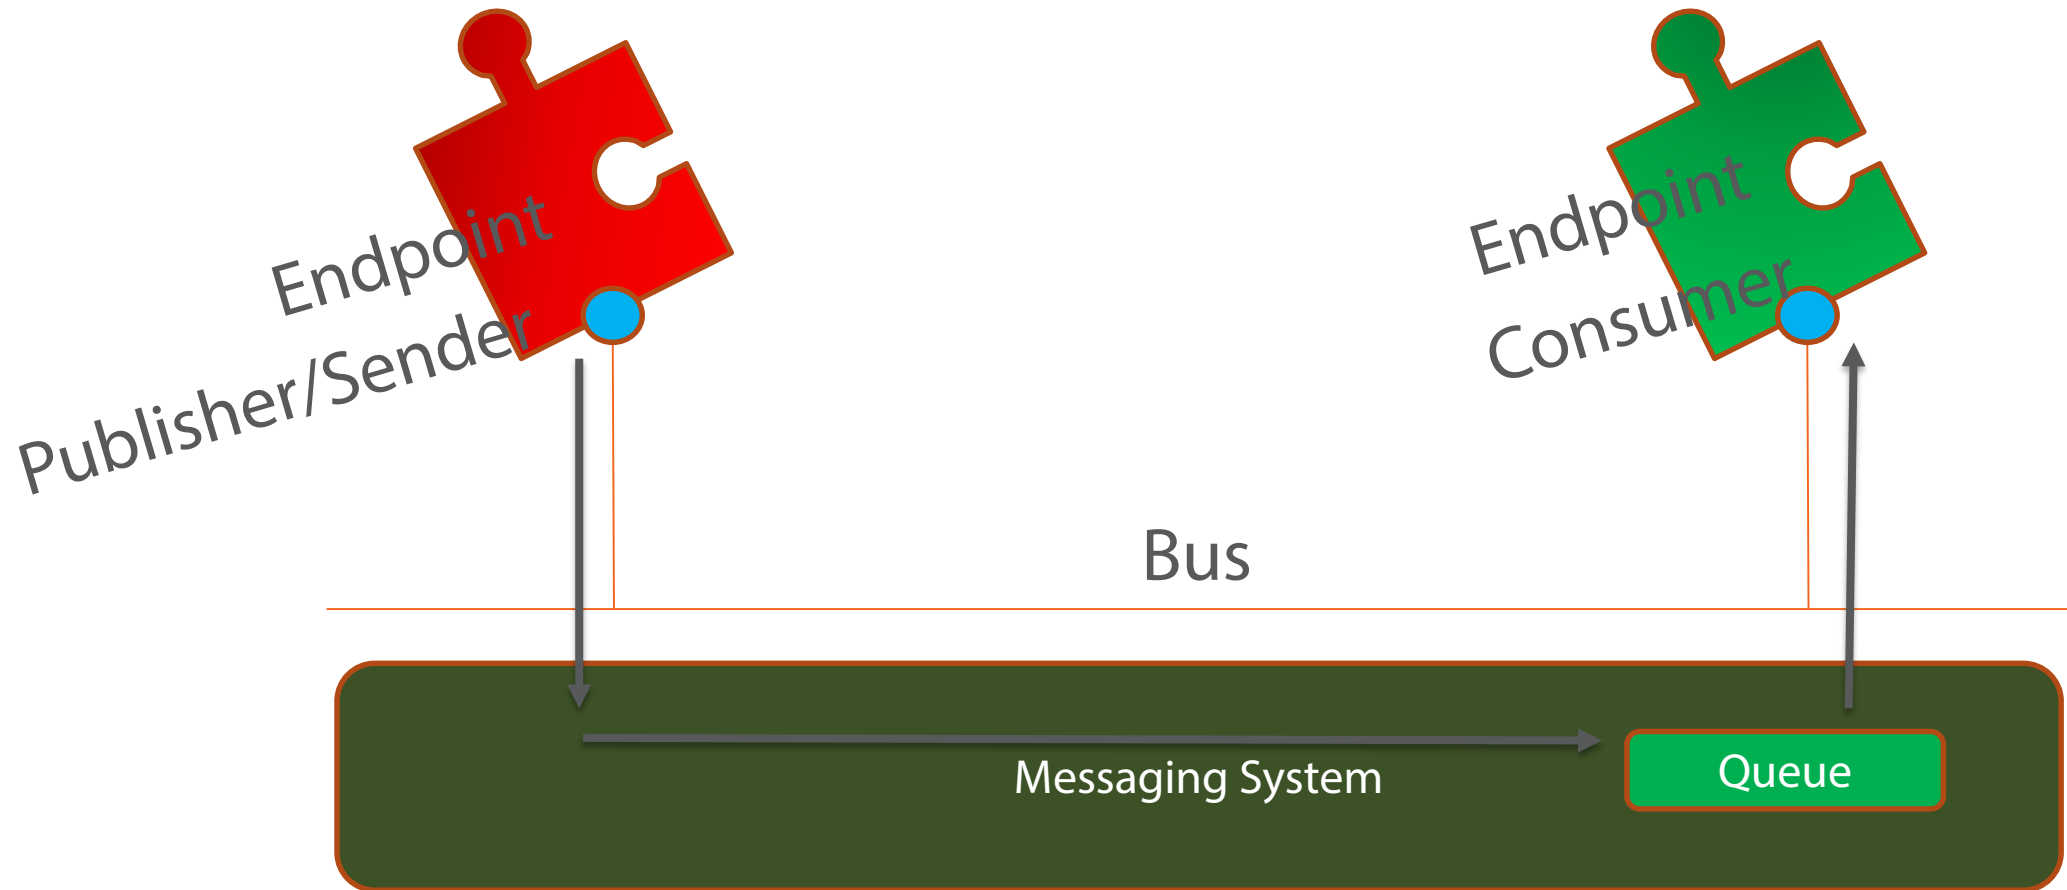 Endpoint
Publisher/Sender
Endpoint
Consumer
Bus
Messaging System
Queue